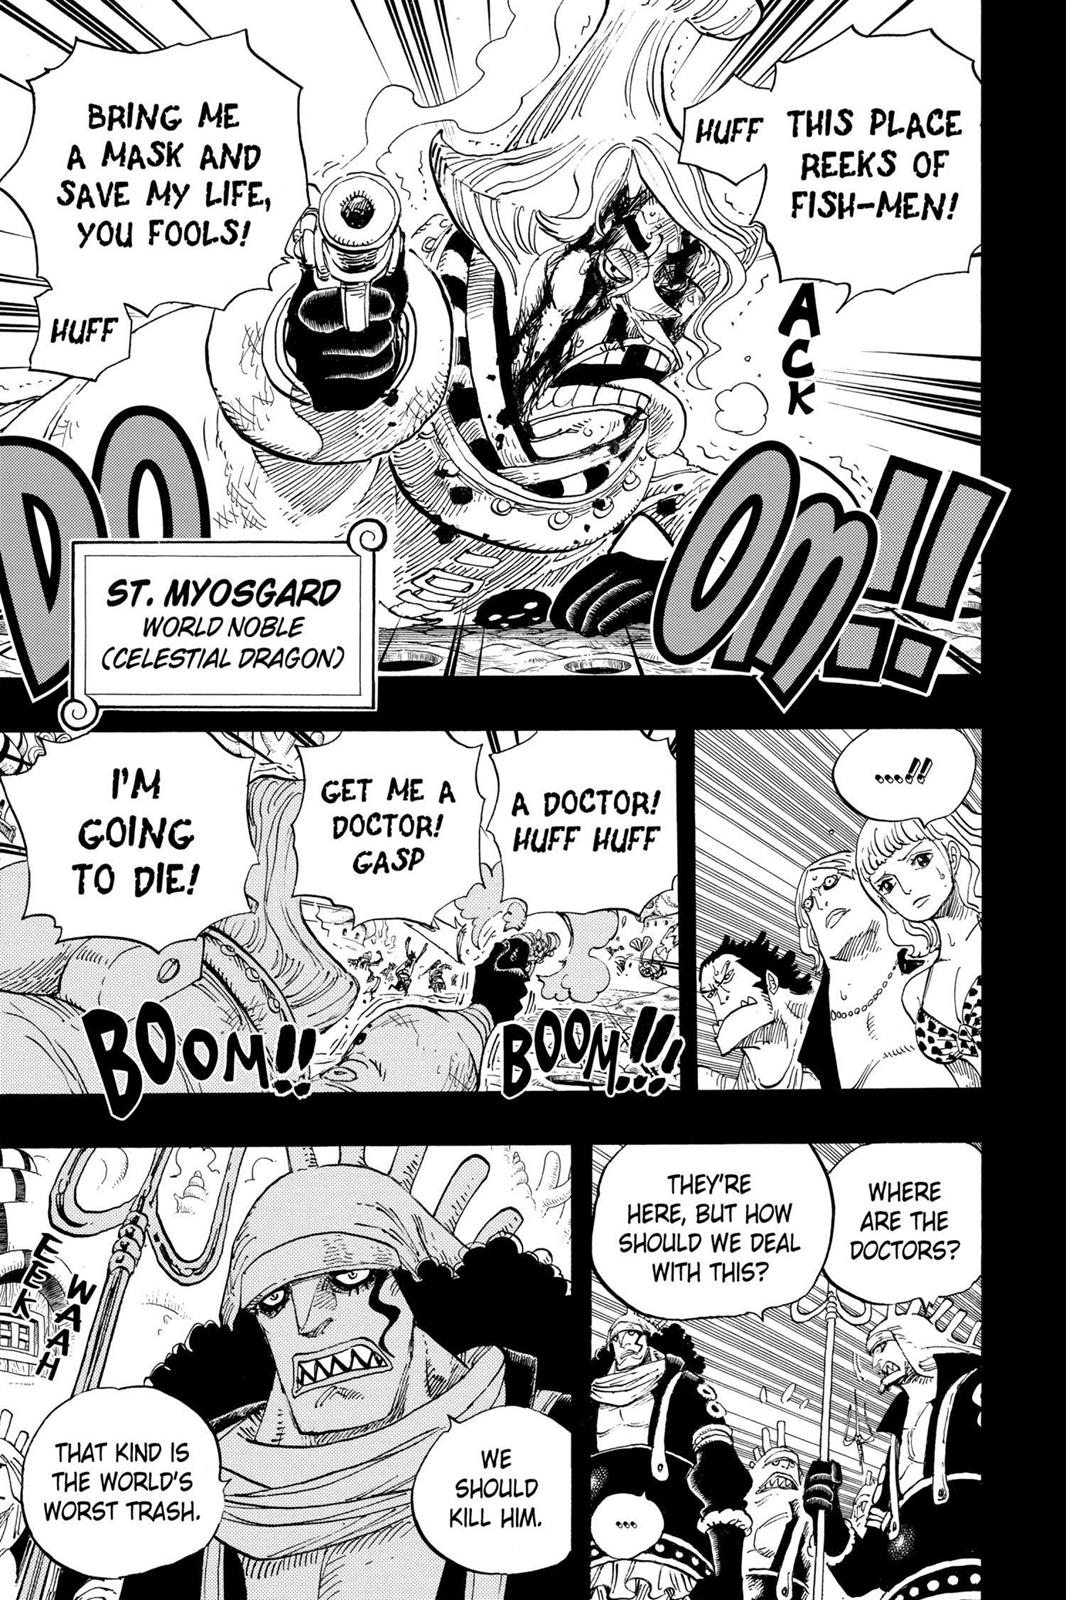 HUFF
THIS PLACE
REEKS OF
FISH-MEN!
ACK
BRING ME
A MASK AND
SAVE MY LIFE,
YOU FOOLS!
HUFF
DOOM!!
ST. MYOSGARD
WORLD NOBLE
(CELESTIAL DRAGON)
...!!
A DOCTOR!
HUFF HUFF
GET ME A
DOCTOR!
GASP
I'M
GOING
TO DIE!
BOOM!!!
BOOM!!
WHERE
ARE THE
DOCTORS?
THEY'RE
HERE, BUT HOW
SHOULD WE DEAL
WITH THIS?
...
WE
SHOULD
KILL HIM.
THAT KIND IS
THE WORLD'S
WORST TRASH.
WAAH
EEK